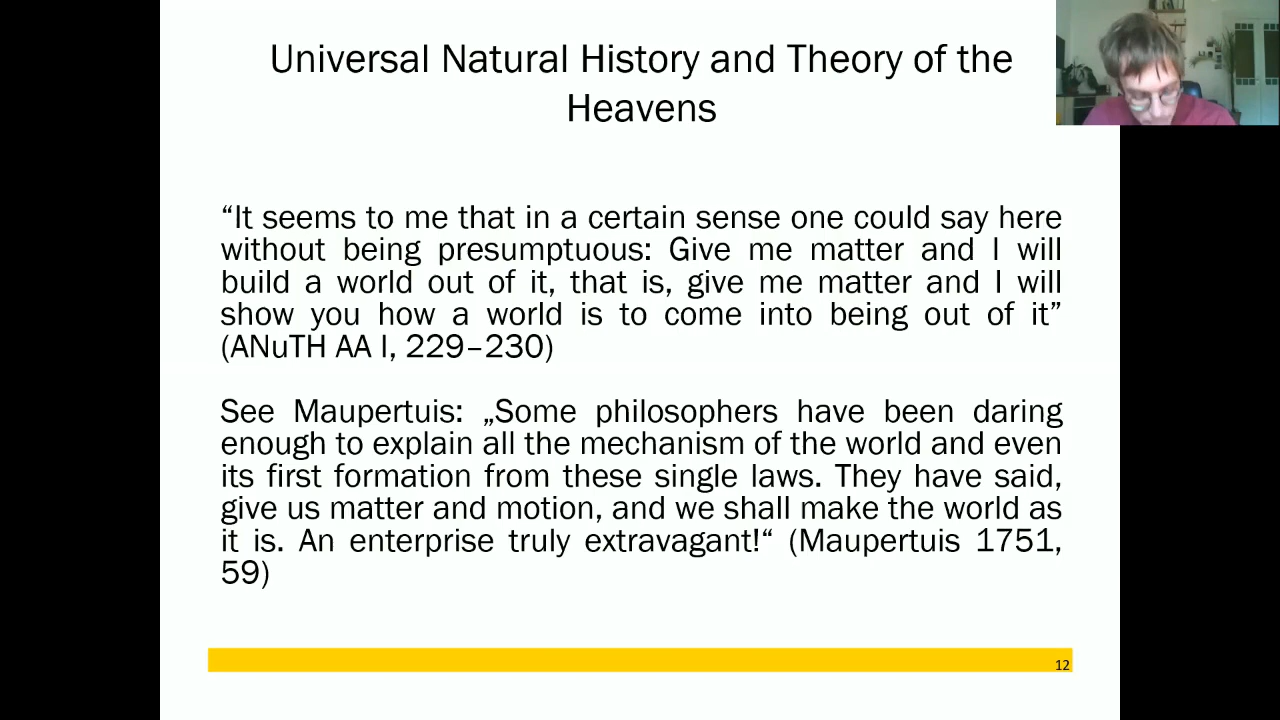 Universal Natural History and Theory of the
Heavens
“It seems to me that in a certain sense one could say here
without being presumptuous: Give me matter and I will
build a world out of it, that is, give me matter and I will
show you how a world is to come into being out of it”
(ANuTH AA I, 229–230)
See Maupertuis: „Some philosophers have been daring
enough to explain all the mechanism of the world and even
its first formation from these single laws. They have said,
give us matter and motion, and we shall make the world as
it is. An enterprise truly extravagant!“ (Maupertuis 1751,
59)
12